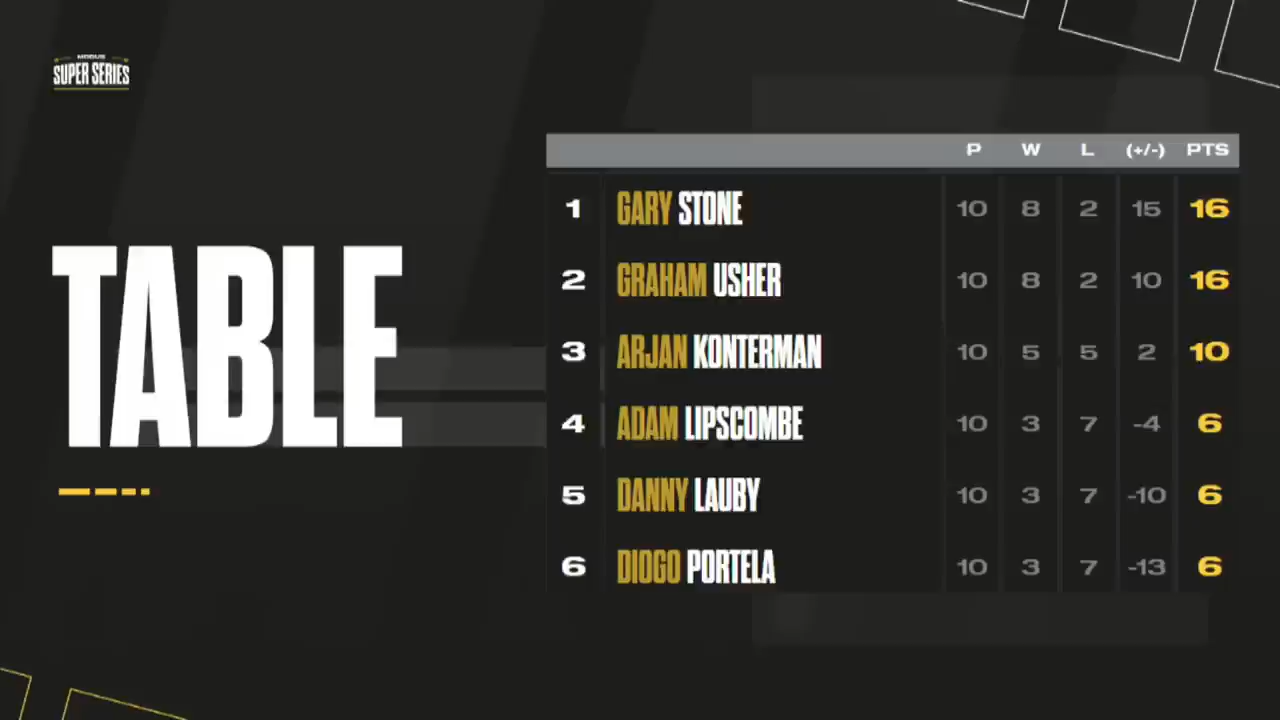 MODUS
SUPER SERIES
TABLE
P W L (+/-) PTS
1 GARY STONE 10 8 2 15 16
2 GRAHAM USHER 10 8 2 10 16
3 ARJAN KONTERMAN 10 5 5 2 10
4 ADAM LIPSCOMBE 10 3 7 -4 6
5 DANNY LAUBY 10 3 7 -10 6
6 DIOGO PORTELA 10 3 7 -13 6